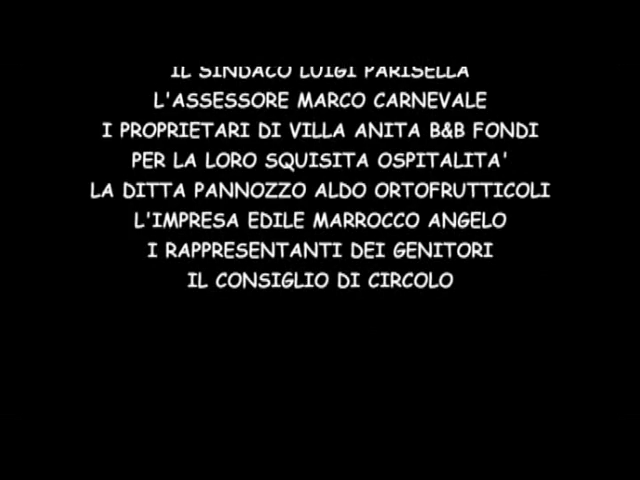 IL SINDACO LUIGI PARISELLA
L'ASSESSORE MARCO CARNEVALE
I PROPRIETARI DI VILLA ANITA B&B FONDI
PER LA LORO SQUISITA OSPITALITA'
LA DITTA PANNOZZO ALDO ORTOFRUTTICOLI
L'IMPRESA EDILE MARROCCO ANGELO
I RAPPRESENTANTI DEI GENITORI
IL CONSIGLIO DI CIRCOLO